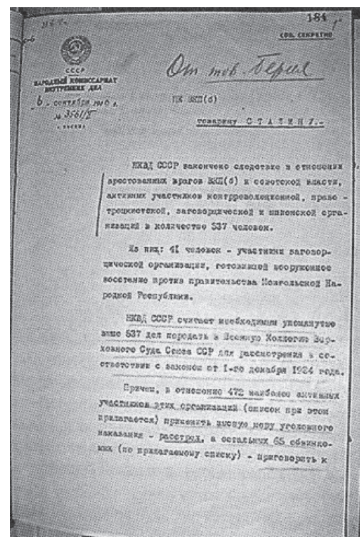 184
СОВ. СЕКРЕТНО
СССР
НАРОДНЫЙ КОМИССАРИАТ
ВНУТРЕННИХ ДЕЛ
6 сентября 1940 г.
г. МОСКВА
От тов. Берия
ЦК ВКП(б)
товарищу СТАЛИНУ.-
НКВД СССР закончено следствие в отношении
арестованных врагов ВКП(б) и советской власти,
активных участников контрреволюционной, право-
троцкистской, заговорщической и шпионской орга-
низаций в количестве 537 человек.
Из них: 41 человек - участники заговор-
щической организации, готовившей вооруженное
восстание против правительства Монгольской На-
родной Республики.
НКВД СССР считает необходимым упомянутые
выше 537 дел передать в Военную Коллегию Вер-
ховного Суда Союза ССР для рассмотрения в со-
ответствии с законом от 1-го декабря 1934 года.
Причем, в отношении 472 наиболее активных
участников этих организаций (список при этом
прилагается) применить высшую меру уголовного
наказания - расстрел, а остальных 65 обвиняе-
мых (по прилагаемому списку) - приговорить к